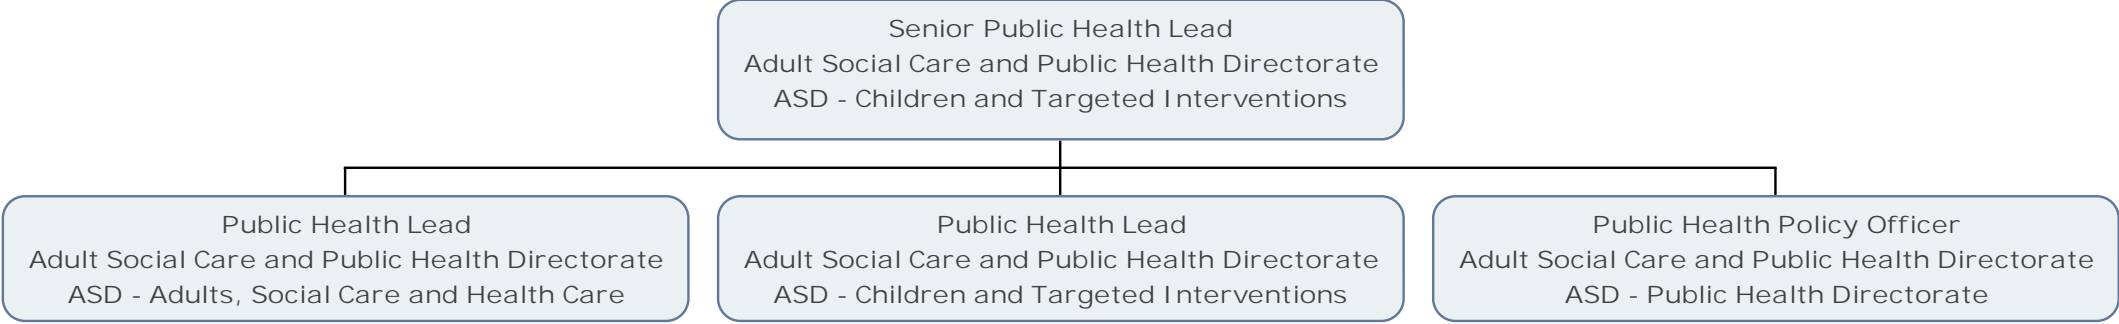 Senior Public Health Lead
Adult Social Care and Public Health Directorate
ASD - Children and Targeted Interventions
Public Health Lead
Adult Social Care and Public Health Directorate
ASD - Adults, Social Care and Health Care
Public Health Lead
Adult Social Care and Public Health Directorate
ASD - Children and Targeted Interventions
Public Health Policy Officer
Adult Social Care and Public Health Directorate
ASD - Public Health Directorate